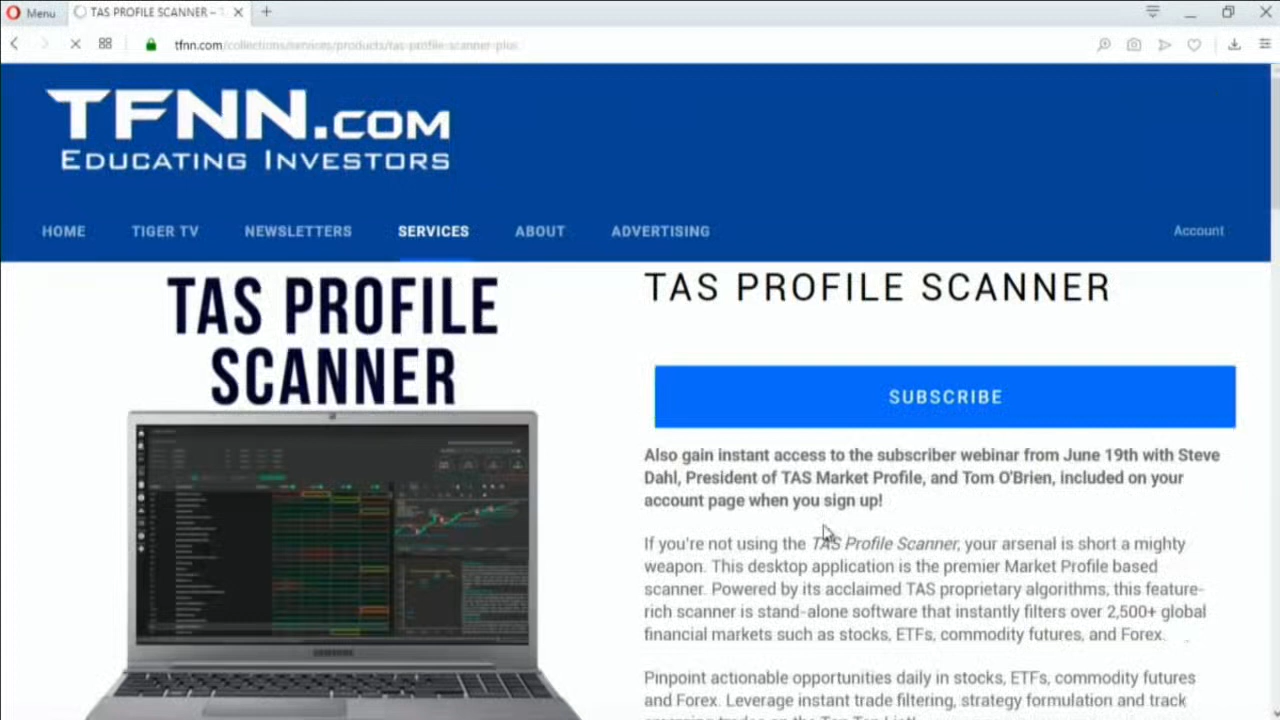 Menu
TAS PROFILE SCANNER –
tfnn.com/collections/services/products/tas-profile-scanner-plus
TFNN.COM
EDUCATING INVESTORS
HOME TIGER TV NEWSLETTERS SERVICES ABOUT ADVERTISING Account
TAS PROFILE
SCANNER
SAMSUNG
TAS PROFILE SCANNER
SUBSCRIBE
Also gain instant access to the subscriber webinar from June 19th with Steve
Dahl, President of TAS Market Profile, and Tom O'Brien, included on your
account page when you sign up!
If you're not using the TAS Profile Scanner, your arsenal is short a mighty
weapon. This desktop application is the premier Market Profile based
scanner. Powered by its acclaimed TAS proprietary algorithms, this feature-
rich scanner is stand-alone software that instantly filters over 2,500+ global
financial markets such as stocks, ETFs, commodity futures, and Forex.
Pinpoint actionable opportunities daily in stocks, ETFs, commodity futures
and Forex. Leverage instant trade filtering, strategy formulation and track